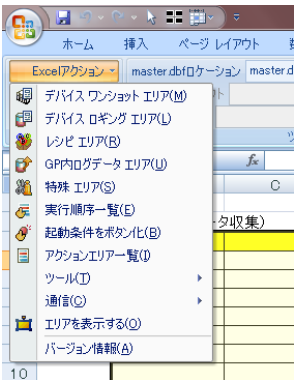 ホーム 挿入 ページ レイアウト
Excelアクション master.dbfロケーション master.d
デバイス ワンショット エリア(M)
デバイス ロギング エリア(L)
レシピ エリア(R)
GP内ログデータ エリア(U)
特殊 エリア(S)
実行順序一覧(E)
起動条件をボタン化(B)
アクションエリア一覧(I)
ツール(T)
通信(C)
エリアを表示する(O)
バージョン情報(A)
fx
C
タ収集)
10